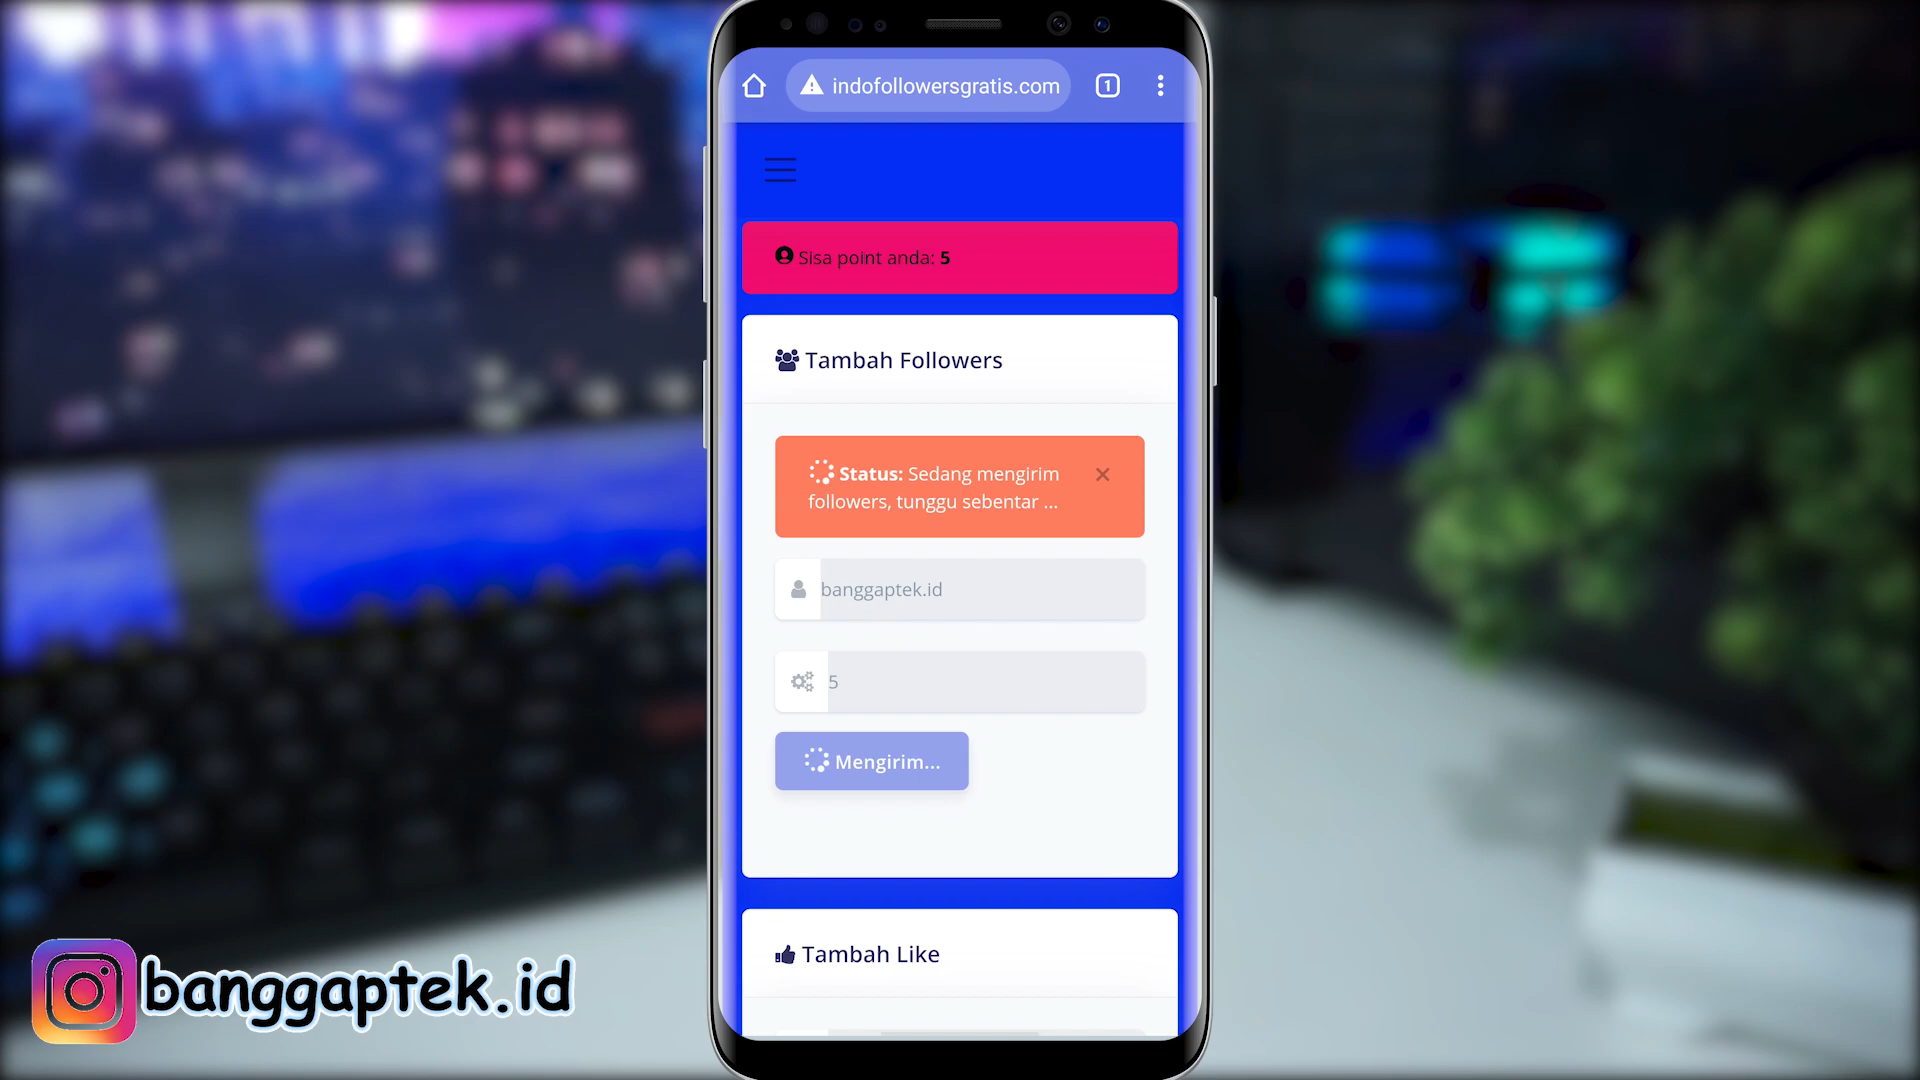 indofollowersgratis.com
1
Sisa point anda: 5
Tambah Followers
Status: Sedang mengirim
followers, tunggu sebentar ...
banggaptek.id
5
Mengirim...
Tambah Like
banggaptek.id